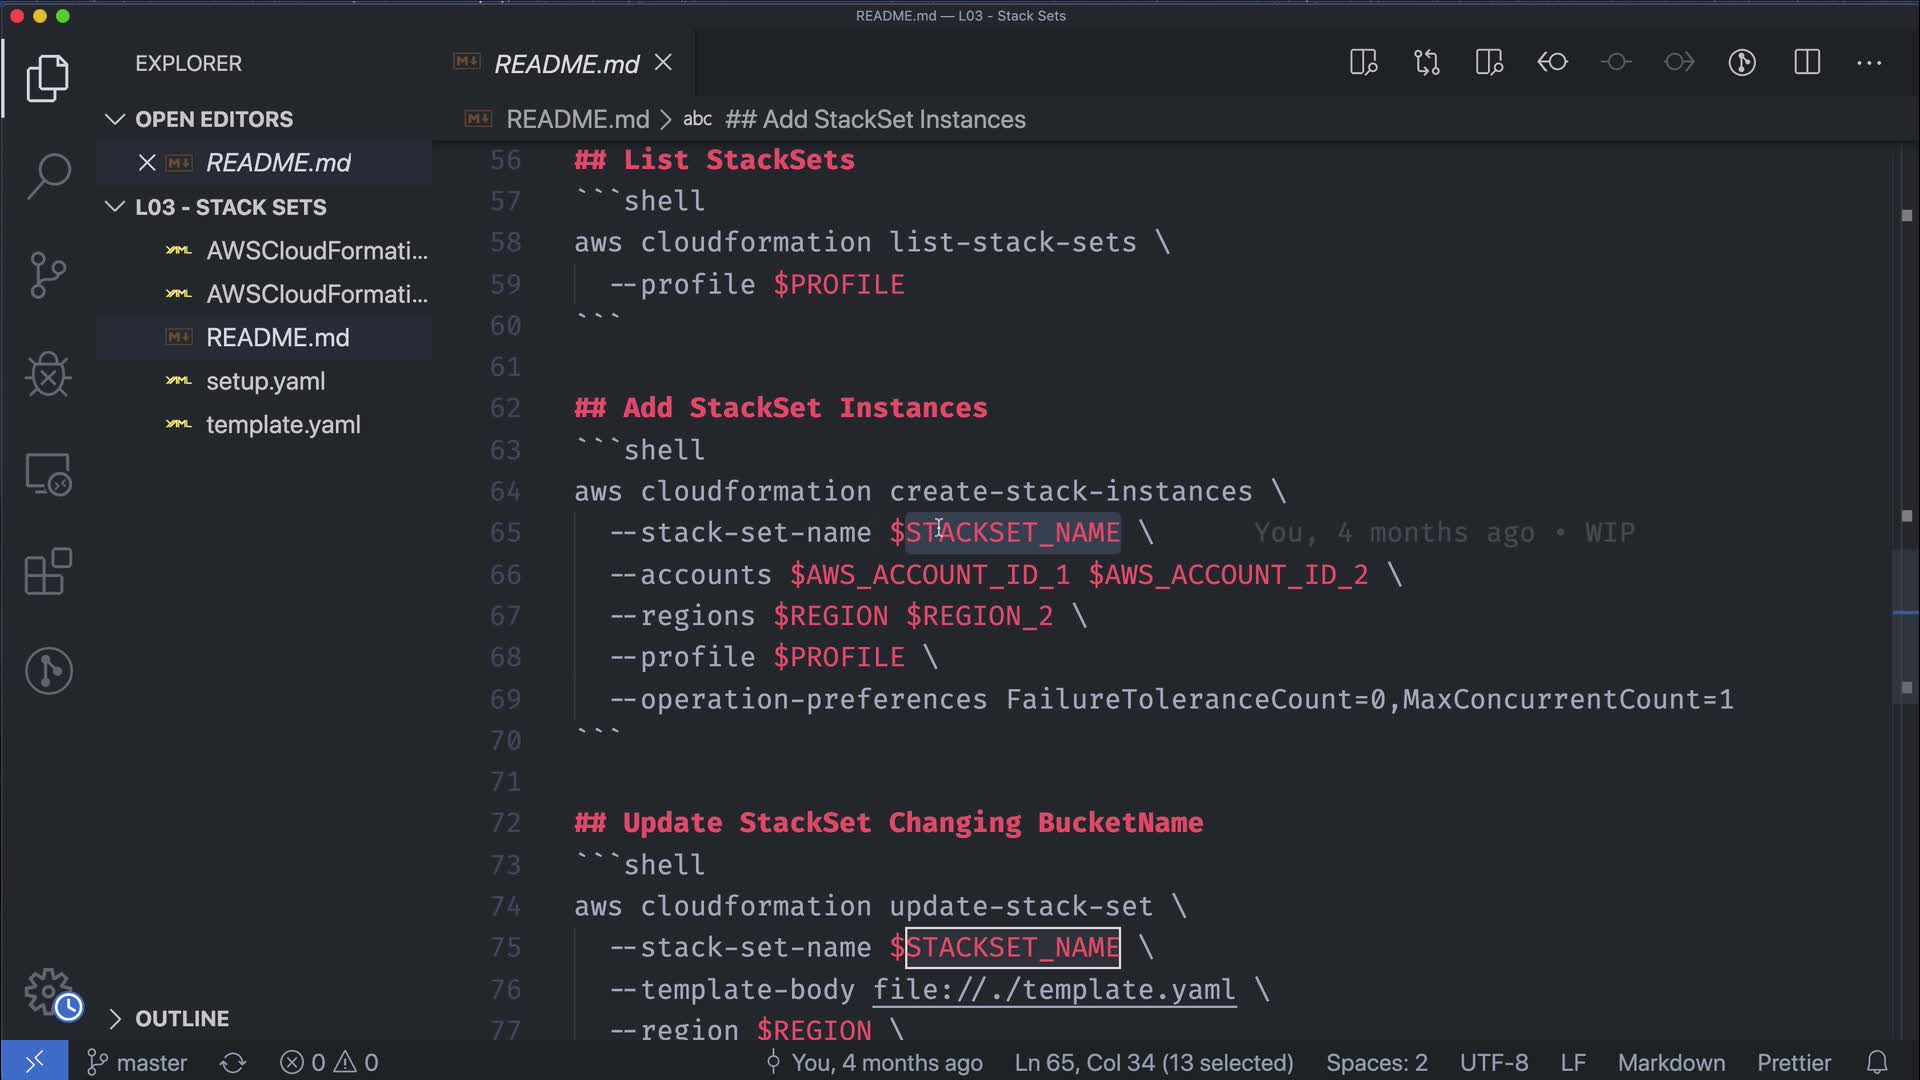 README.md — L03 - Stack Sets
EXPLORER
OPEN EDITORS
README.md
L03 - STACK SETS
AWSCloudFormati...
AWSCloudFormati...
README.md
setup.yaml
template.yaml
OUTLINE
README.md
README.md > abc ## Add StackSet Instances
56 ## List StackSets
57 ```shell
58 aws cloudformation list-stack-sets \
59 --profile $PROFILE
60 ```
61
62 ## Add StackSet Instances
63 ```shell
64 aws cloudformation create-stack-instances \
65 --stack-set-name $STACKSET_NAME \ You, 4 months ago • WIP
66 --accounts $AWS_ACCOUNT_ID_1 $AWS_ACCOUNT_ID_2 \
67 --regions $REGION $REGION_2 \
68 --profile $PROFILE \
69 --operation-preferences FailureToleranceCount=0,MaxConcurrentCount=1
70 ```
71
72 ## Update StackSet Changing BucketName
73 ```shell
74 aws cloudformation update-stack-set \
75 --stack-set-name $STACKSET_NAME \
76 --template-body file://./template.yaml \
77 --region $REGION \
master 0 0 You, 4 months ago Ln 65, Col 34 (13 selected) Spaces: 2 UTF-8 LF Markdown Prettier